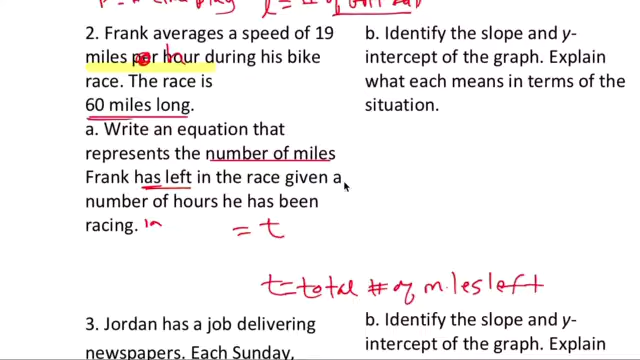 2. Frank averages a speed of 19
miles per hour during his bike
race. The race is
60 miles long.
a. Write an equation that
represents the number of miles
Frank has left in the race given a
number of hours he has been
racing.
= t
t = total # of miles left
b. Identify the slope and y-
intercept of the graph. Explain
what each means in terms of the
situation.
3. Jordan has a job delivering
newspapers. Each Sunday,
b. Identify the slope and y-
intercept of the graph. Explain